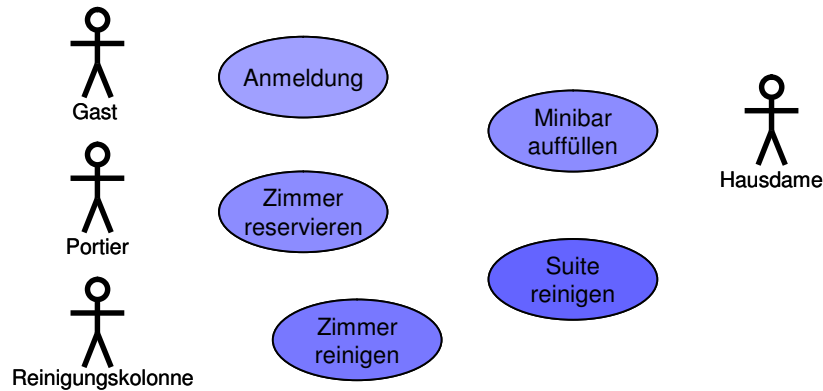 Gast
Anmeldung
Minibar
auffüllen
Hausdame
Portier
Zimmer
reservieren
Suite
reinigen
Reinigungskolonne
Zimmer
reinigen